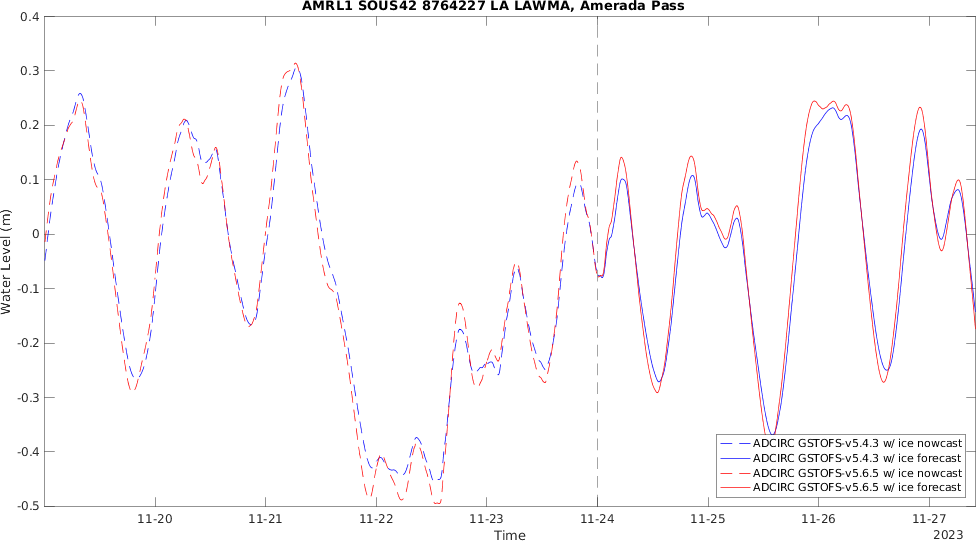 AMRL1 SOUS42 8764227 LA LAWMA, Amerada Pass
Water Level (m)
0.4
0.3
0.2
0.1
0
-0.1
-0.2
-0.3
-0.4
-0.5
11-20
11-21
11-22
11-23
11-24
11-25
11-26
11-27
Time
2023
ADCIRC GSTOFS-v5.4.3 w/ ice nowcast
ADCIRC GSTOFS-v5.4.3 w/ ice forecast
ADCIRC GSTOFS-v5.6.5 w/ ice nowcast
ADCIRC GSTOFS-v5.6.5 w/ ice forecast